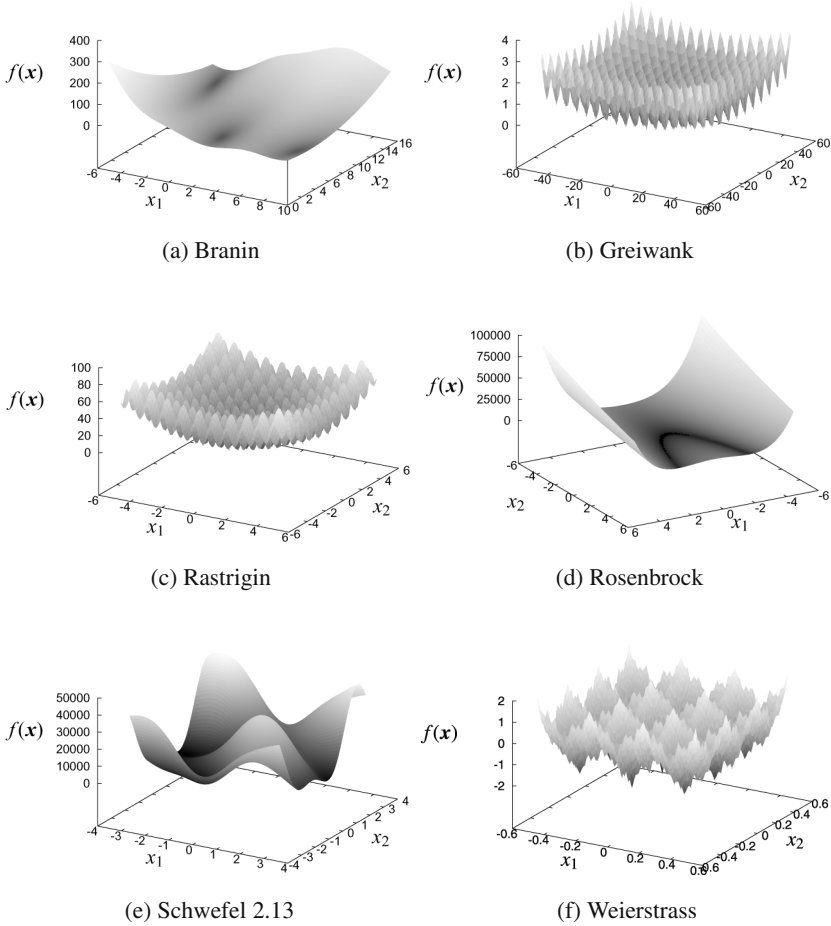 400
300
f(x)
200
100
0
-6 -4 -2 0 2 4 6 8 10
x1
0 2 4 6 8 10 12 14 16
x2
(a) Branin
4
f(x)
3
2
1
0
-60 -40 -20 0 20 40 60
x1
-60 -40 -20 0 20 40 60
x2
(b) Greiwank
100
80
f(x)
60
40
20
0
-6 -4 -2 0 2 4 6
x1
-6 -4 -2 0 2 4 6
x2
(c) Rastrigin
100000
75000
f(x)
50000
25000
0
-6 -4 -2 0 2 4 6
x2
6 4 2 0 -2 -4 -6
x1
(d) Rosenbrock
50000
40000
f(x)
30000
20000
10000
0
-4 -3 -2 -1 0 1 2 3 4
x1
-4 -3 -2 -1 0 1 2 3 4
x2
(e) Schwefel 2.13
2
1
f(x)
0
-1
-2
-0.6 -0.4 -0.2 0 0.2 0.4 0.6
x1
-0.6 -0.4 -0.2 0 0.2 0.4 0.6
x2
(f) Weierstrass